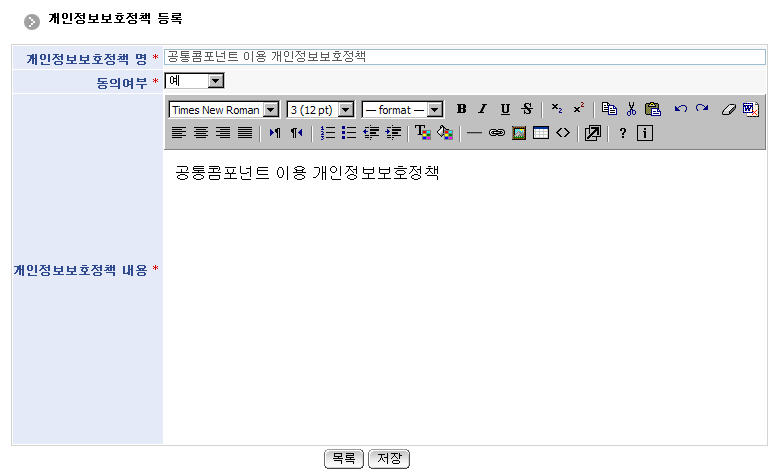 개인정보보호정책 등록
개인정보보호정책 명 * 공통콤포넌트 이용 개인정보보호정책
동의여부 * 예
Times New Roman 3 (12 pt) — format — B I U S ×₂ ×² W
T <> ? i
공통콤포넌트 이용 개인정보보호정책
개인정보보호정책 내용 *
목록 저장